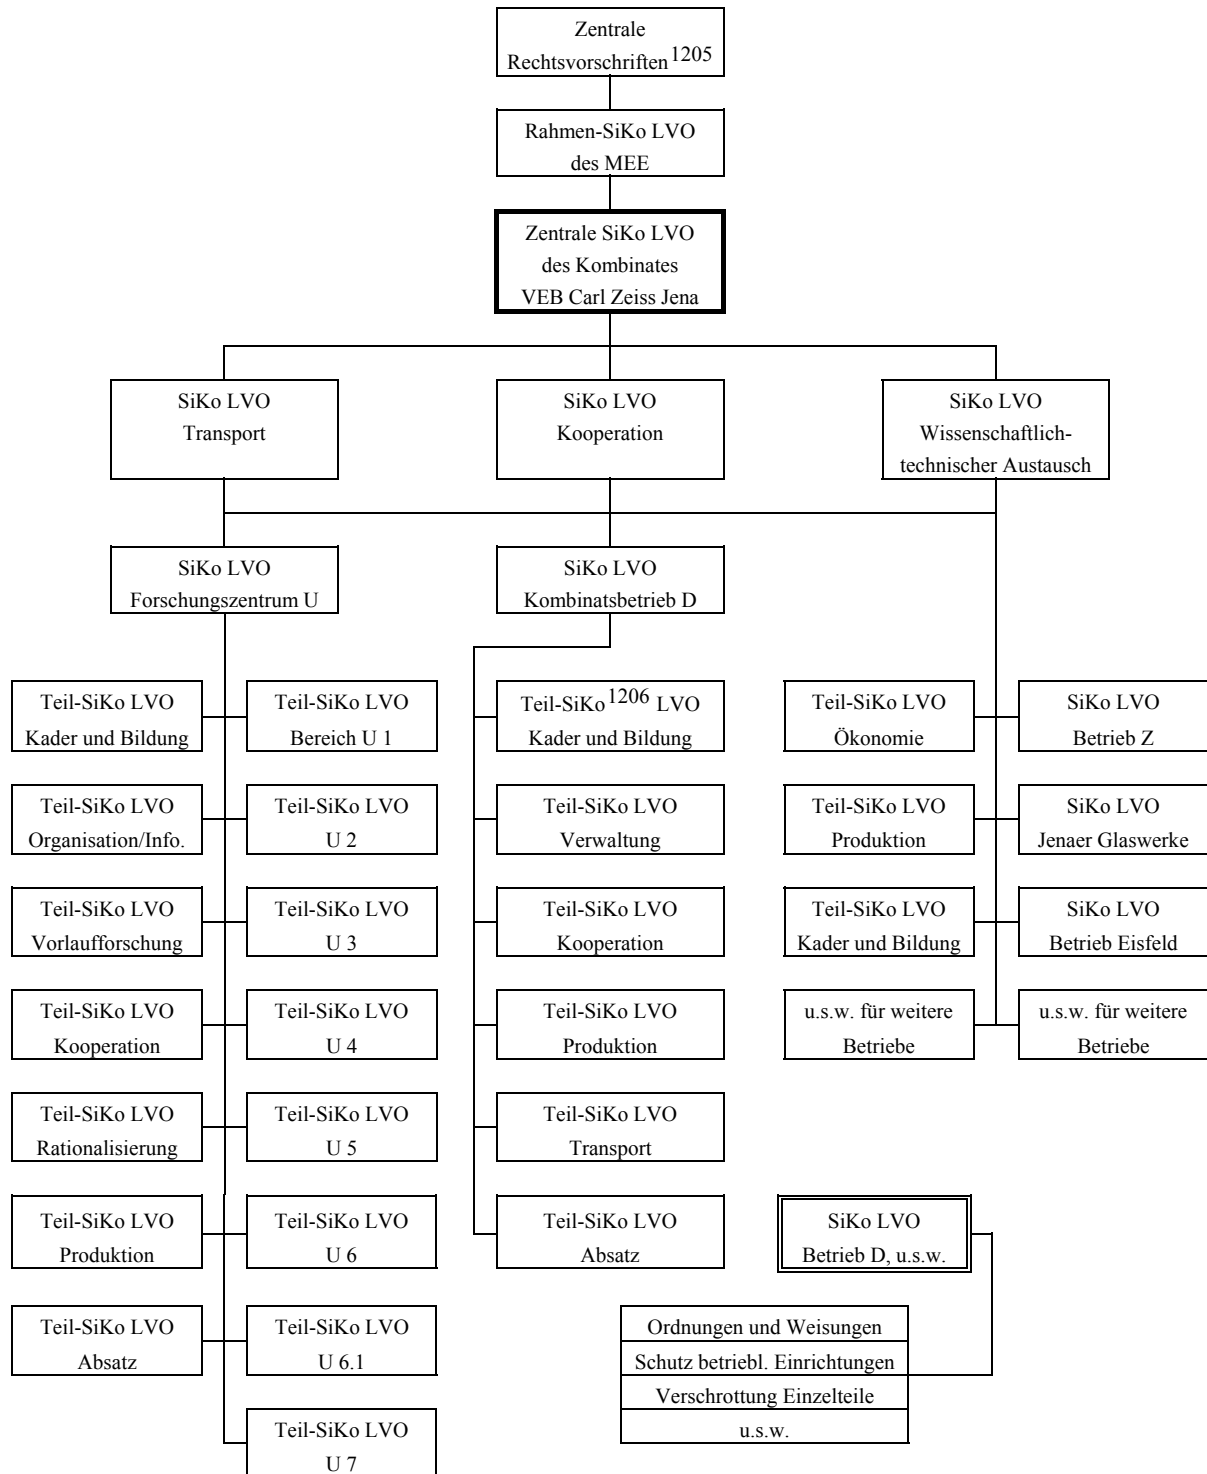 Zentrale
Rechtsvorschriften1205
Rahmen-SiKo LVO
des MEE
Zentrale SiKo LVO
des Kombinates
VEB Carl Zeiss Jena
SiKo LVO
Transport
SiKo LVO
Kooperation
SiKo LVO
Wissenschaftlich-
technischer Austausch
SiKo LVO
Forschungszentrum U
SiKo LVO
Kombinatsbetrieb D
Teil-SiKo LVO
Kader und Bildung
Teil-SiKo LVO
Bereich U 1
Teil-SiKo1206 LVO
Kader und Bildung
Teil-SiKo LVO
Ökonomie
SiKo LVO
Betrieb Z
Teil-SiKo LVO
Organisation/Info.
Teil-SiKo LVO
U 2
Teil-SiKo LVO
Verwaltung
Teil-SiKo LVO
Produktion
SiKo LVO
Jenaer Glaswerke
Teil-SiKo LVO
Vorlaufforschung
Teil-SiKo LVO
U 3
Teil-SiKo LVO
Kooperation
Teil-SiKo LVO
Kader und Bildung
SiKo LVO
Betrieb Eisfeld
Teil-SiKo LVO
Kooperation
Teil-SiKo LVO
U 4
Teil-SiKo LVO
Produktion
u.s.w. für weitere
Betriebe
u.s.w. für weitere
Betriebe
Teil-SiKo LVO
Rationalisierung
Teil-SiKo LVO
U 5
Teil-SiKo LVO
Transport
Teil-SiKo LVO
Produktion
Teil-SiKo LVO
U 6
Teil-SiKo LVO
Absatz
SiKo LVO
Betrieb D, u.s.w.
Teil-SiKo LVO
Absatz
Teil-SiKo LVO
U 6.1
Ordnungen und Weisungen
Schutz betriebl. Einrichtungen
Verschrottung Einzelteile
u.s.w.
Teil-SiKo LVO
U 7